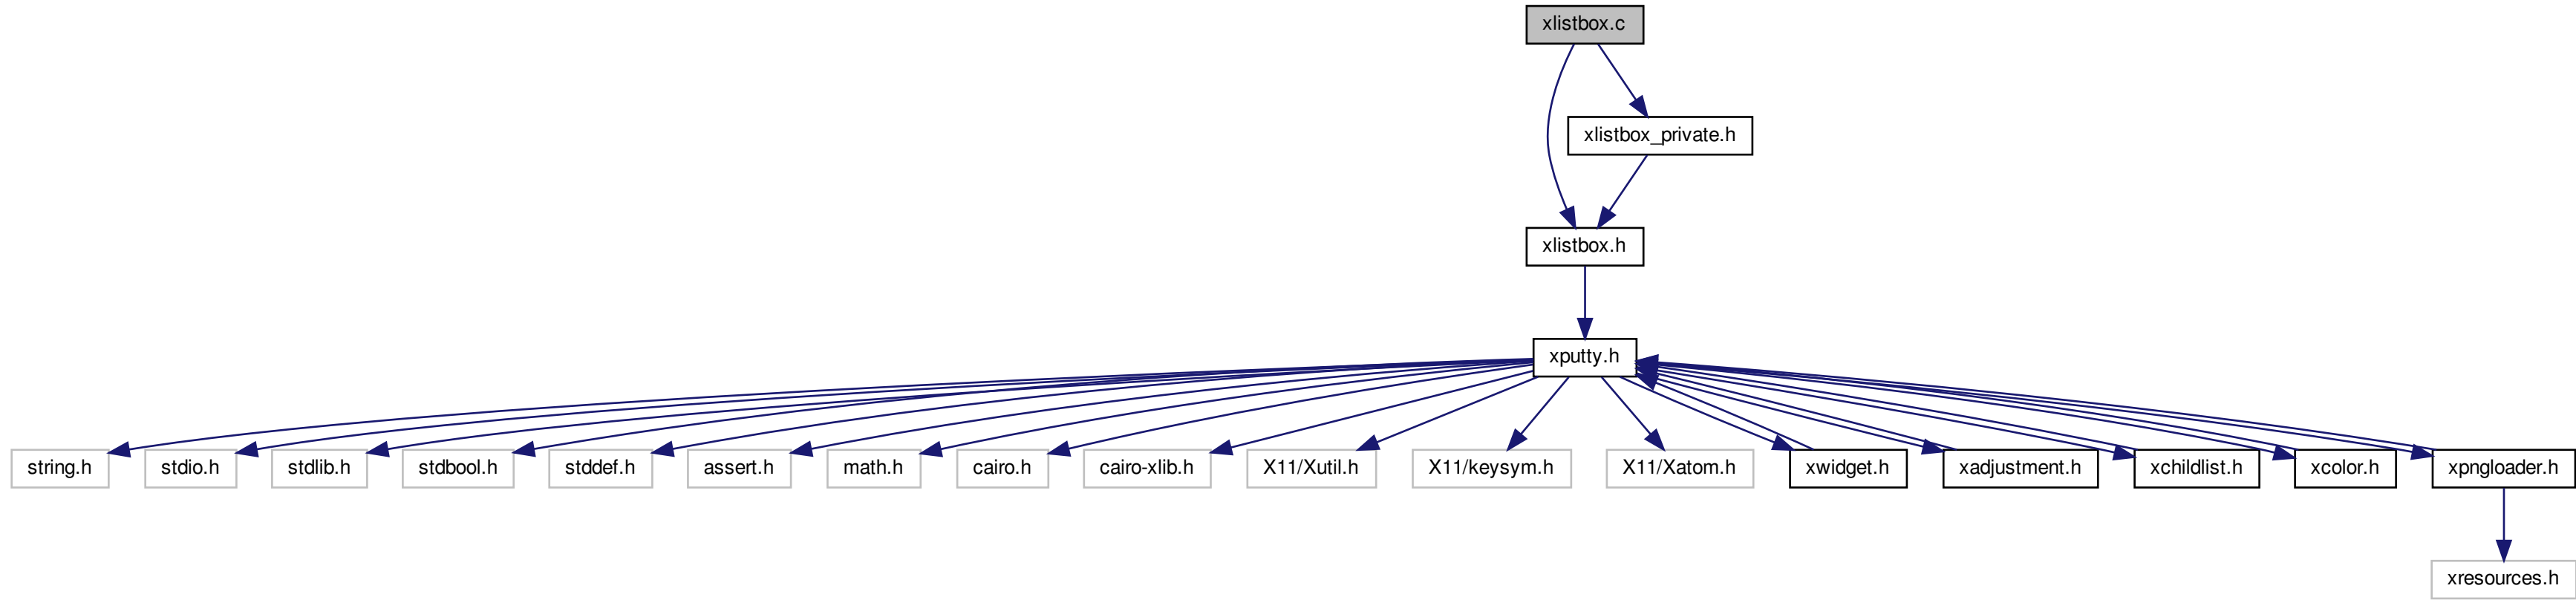 xlistbox.c
xlistbox_private.h
xlistbox.h
xputty.h
string.h
stdio.h
stdlib.h
stdbool.h
stddef.h
assert.h
math.h
cairo.h
cairo-xlib.h
X11/Xutil.h
X11/keysym.h
X11/Xatom.h
xwidget.h
xadjustment.h
xchildlist.h
xcolor.h
xpngloader.h
xresources.h